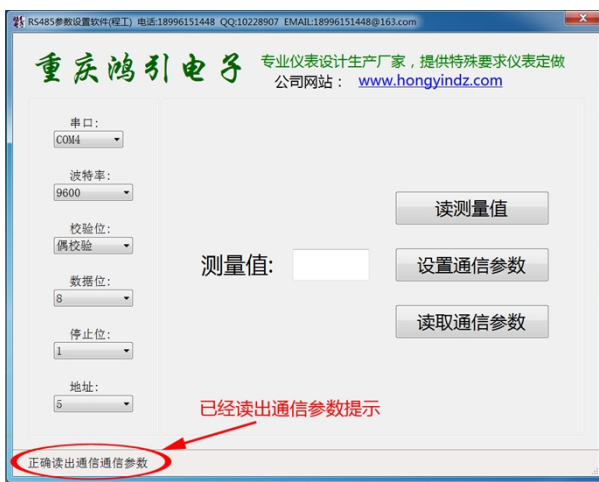 RS485参数设置软件(程工) 电话:18996151448 QQ:10228907 EMAIL:18996151448@163.com
重庆鸿引电子
专业仪表设计生产厂家，提供特殊要求仪表定做
公司网站： www.hongyindz.com
串口:
COM4
波特率:
9600
校验位:
偶校验
数据位:
8
停止位:
1
地址:
5
测量值:
读测量值
设置通信参数
读取通信参数
已经读出通信参数提示
正确读出通信通信参数